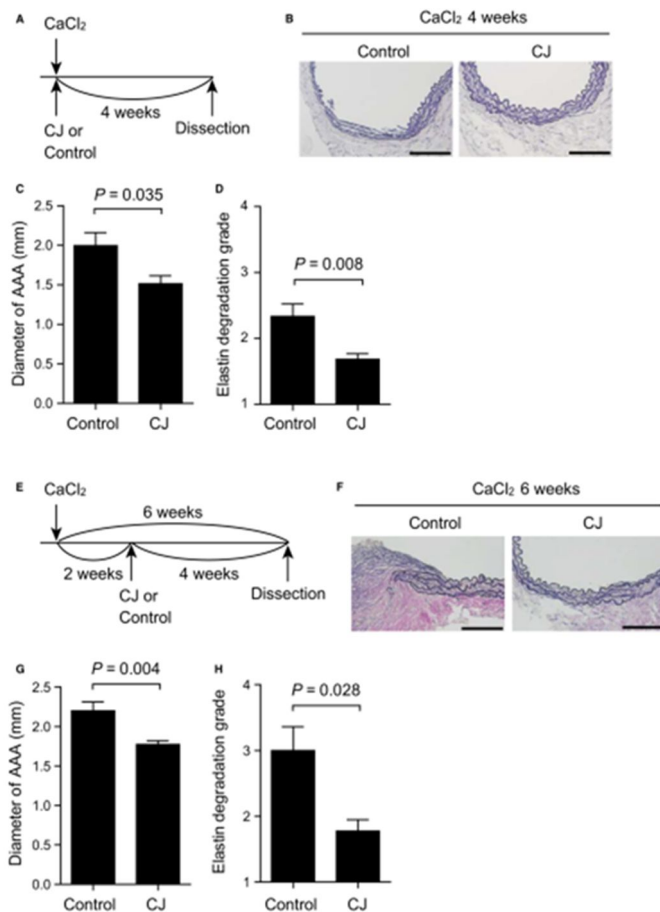 A
CaCl₂
4 weeks
CJ or
Control
Dissection
B
CaCl₂ 4 weeks
Control CJ
C
P = 0.035
Diameter of AAA (mm)
2.5
2.0
1.5
1.0
0.5
0.0
Control CJ
D
P = 0.008
Elastin degradation grade
4
3
2
1
Control CJ
E
CaCl₂
6 weeks
2 weeks 4 weeks
CJ or
Control
Dissection
F
CaCl₂ 6 weeks
Control CJ
G
P = 0.004
Diameter of AAA (mm)
2.5
2.0
1.5
1.0
0.5
0.0
Control CJ
H
P = 0.028
Elastin degradation grade
4
3
2
1
Control CJ